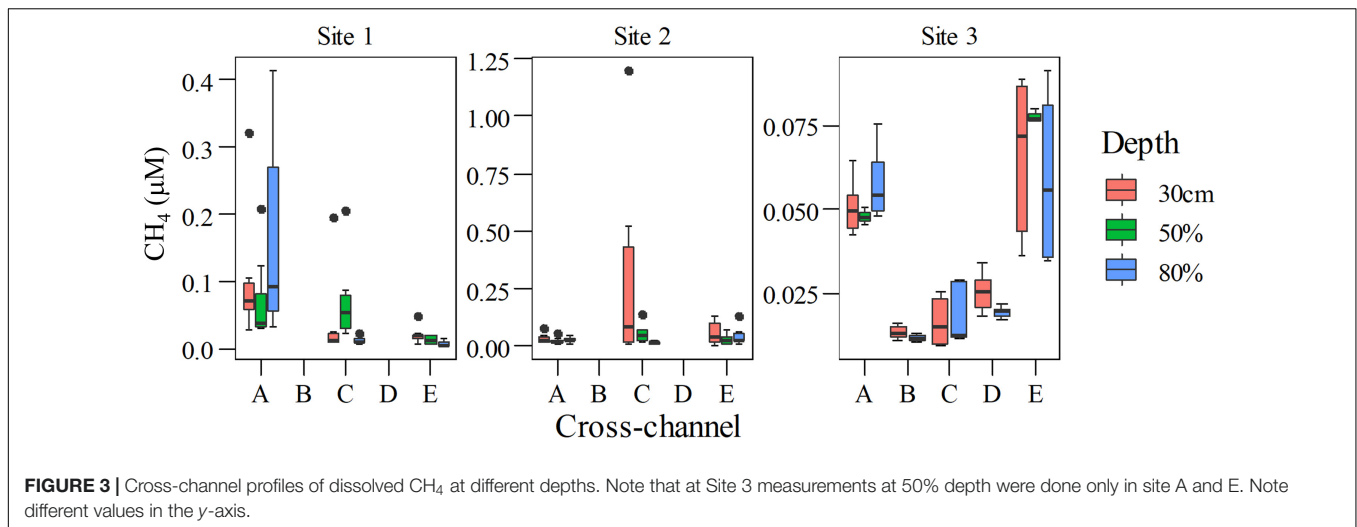 Site 1
Site 2
Site 3
CH₄ (µM)
0.4
0.3
0.2
0.1
0.0
1.25
1.00
0.75
0.50
0.25
0.00
0.075
0.050
0.025
A B C D E
A B C D E
A B C D E
Cross-channel
Depth
30cm
50%
80%
FIGURE 3 | Cross-channel profiles of dissolved CH₄ at different depths. Note that at Site 3 measurements at 50% depth were done only in site A and E. Note
different values in the y-axis.